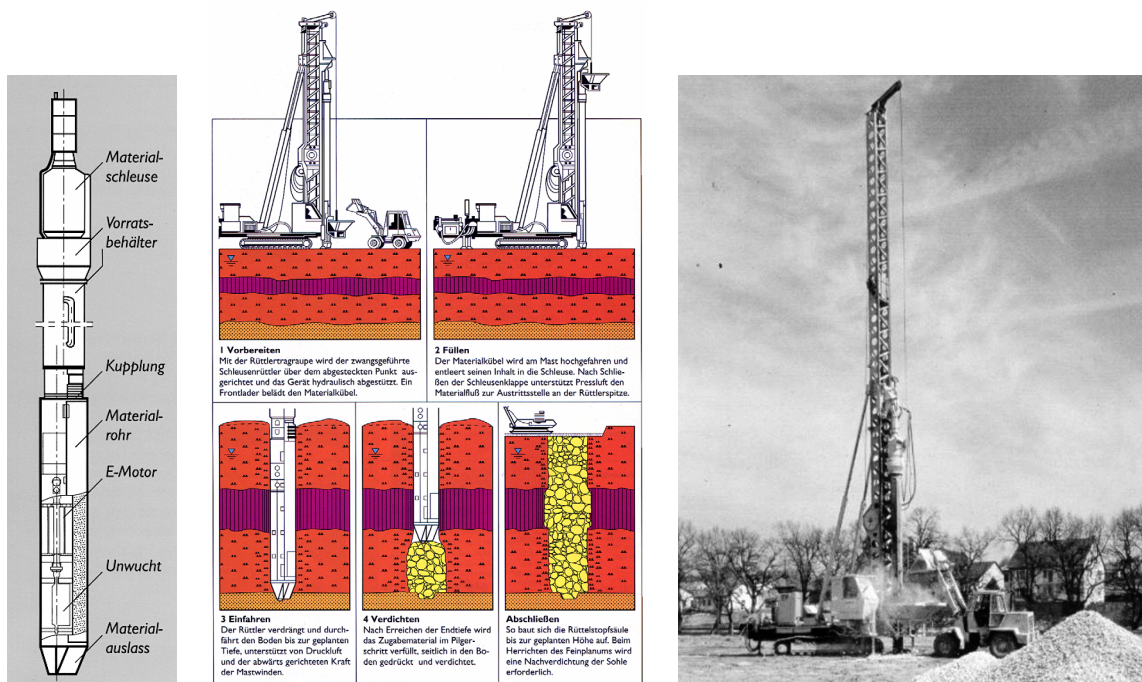 Material-
schleuse
Vorrats-
behälter
Kupplung
Material-
rohr
E-Motor
Unwucht
Material-
auslass
1 Vorbereiten
Mit der Rüttlertragraupe wird der zwangsgeführte
Schleusenrüttler über dem abgesteckten Punkt aus-
gerichtet und das Gerät hydraulisch abgestützt. Ein
Frontlader belädt den Materialkübel.
2 Füllen
Der Materialkübel wird am Mast hochgefahren und
entleert seinen Inhalt in die Schleuse. Nach Schlie-
ßen der Schleusenklappe unterstützt Pressluft den
Materialfluß zur Austrittsstelle an der Rüttlerspitze.
3 Einfahren
Der Rüttler verdrängt und durch-
fährt den Boden bis zur geplanten
Tiefe, unterstützt von Druckluft
und der abwärts gerichteten Kraft
der Mastwinden.
4 Verdichten
Nach Erreichen der Endtiefe wird
das Zugabematerial im Pilger-
schritt verfüllt, seitlich in den Bo-
den gedrückt und verdichtet.
Abschließen
So baut sich die Rüttelstopfsäule
bis zur geplanten Höhe auf. Beim
Herrichten des Feinplanums wird
eine Nachverdichtung der Sohle
erforderlich.